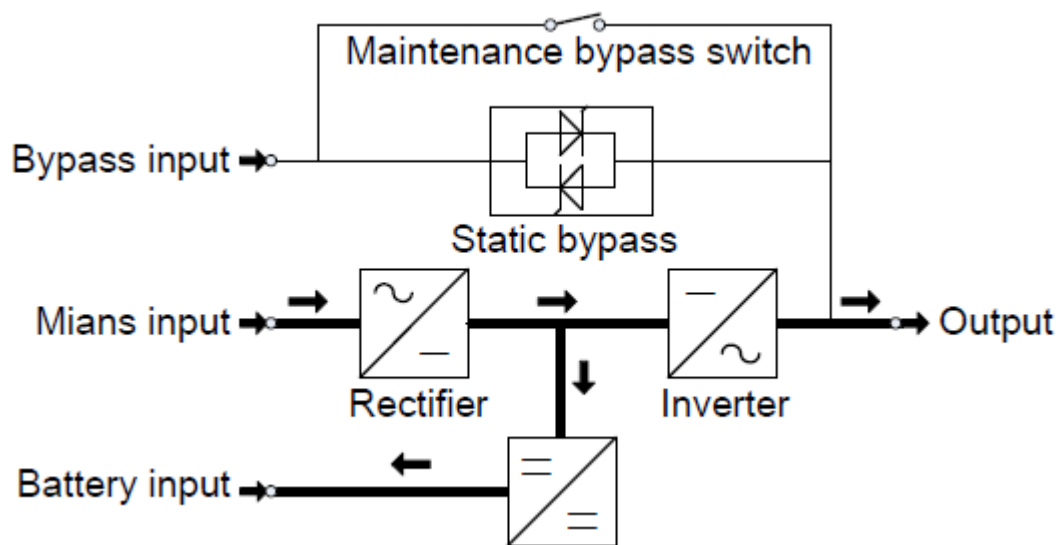 Maintenance bypass switch
Bypass input
Static bypass
Mians input
Output
Rectifier
Inverter
Battery input